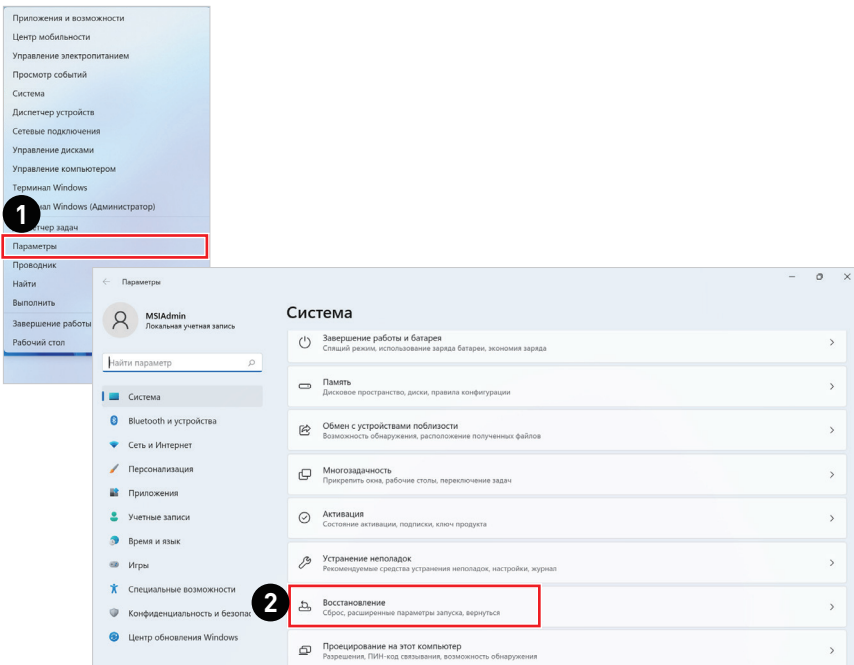 Приложения и возможности
Центр мобильности
Управление электропитанием
Просмотр событий
Система
Диспетчер устройств
Сетевые подключения
Управление дисками
Управление компьютером
Терминал Windows
Windows (Администратор)
1
задач
Параметры
Проводник
Найти
Выполнить
Завершение работы
Рабочий стол
Параметры
MSIAdmin
Локальная учетная запись
Найти параметр
Система
Bluetooth и устройства
Сеть и Интернет
Персонализация
Приложения
Учетные записи
Время и язык
Игры
Специальные возможности
Конфиденциальность и
Центр обновления Windows
Система
Завершение работы и батарея
Спящий режим, использование заряда батареи, экономия заряда
Память
Дисковое пространство, диски, правила конфигурации
Обмен с устройствами поблизости
Возможность обнаружения, расположение полученных файлов
Многозадачность
Прикрепить окна, рабочие столы, переключение задач
Активация
Состояние активации, подписки, ключ продукта
Устранение неполадок
Рекомендуемые средства устранения неполадок, настройки, журнал
2
Восстановление
Сброс, расширенные параметры запуска, вернуться
Проецирование на этот компьютер
Разрешения, ПИН-код связывания, возможность обнаружения